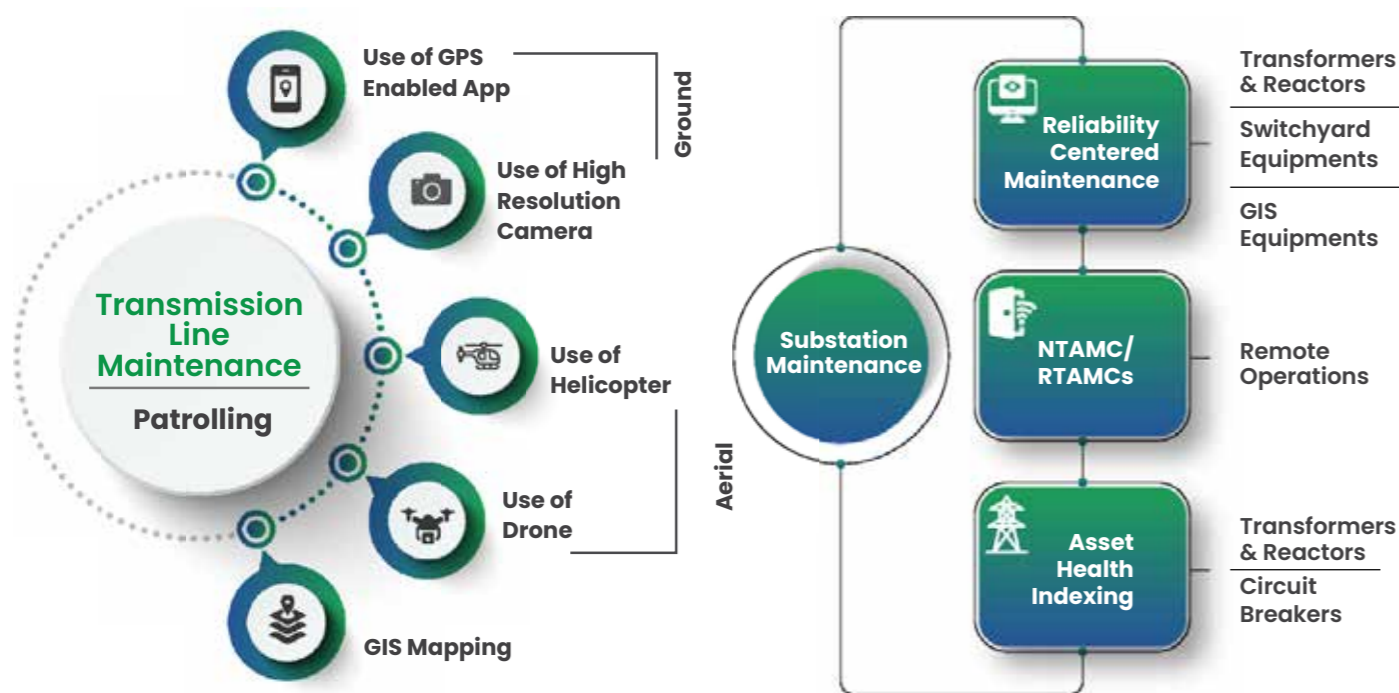 Use of GPS
Enabled App
Ground
Use of High
Resolution
Camera
Transmission
Line
Maintenance
Patrolling
Use of
Helicopter
Aerial
Use of
Drone
GIS Mapping
Substation
Maintenance
Reliability
Centered
Maintenance
Transformers
& Reactors
Switchyard
Equipments
GIS
Equipments
NTAMC/
RTAMCs
Remote
Operations
Asset
Health
Indexing
Transformers
& Reactors
Circuit
Breakers